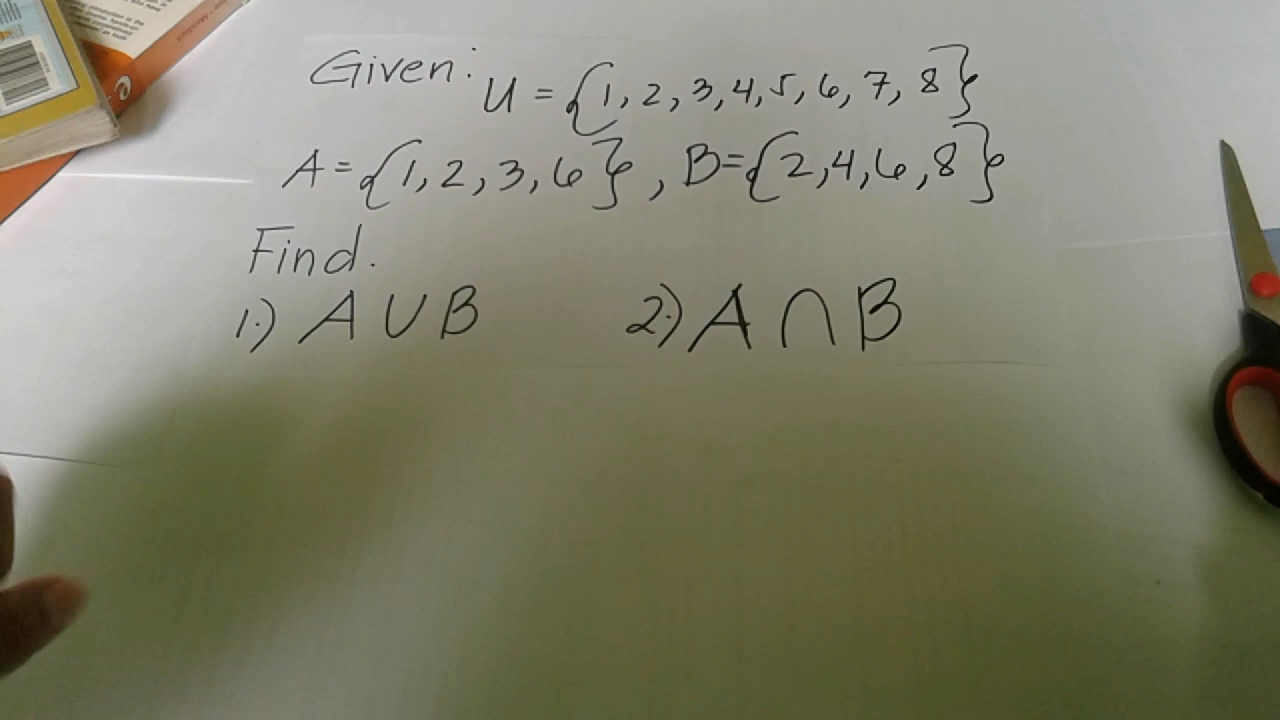 Given: U = {1, 2, 3, 4, 5, 6, 7, 8}
A = {1, 2, 3, 6}, B = {2, 4, 6, 8}
Find.
1.) A ∪ B 2.) A ∩ B